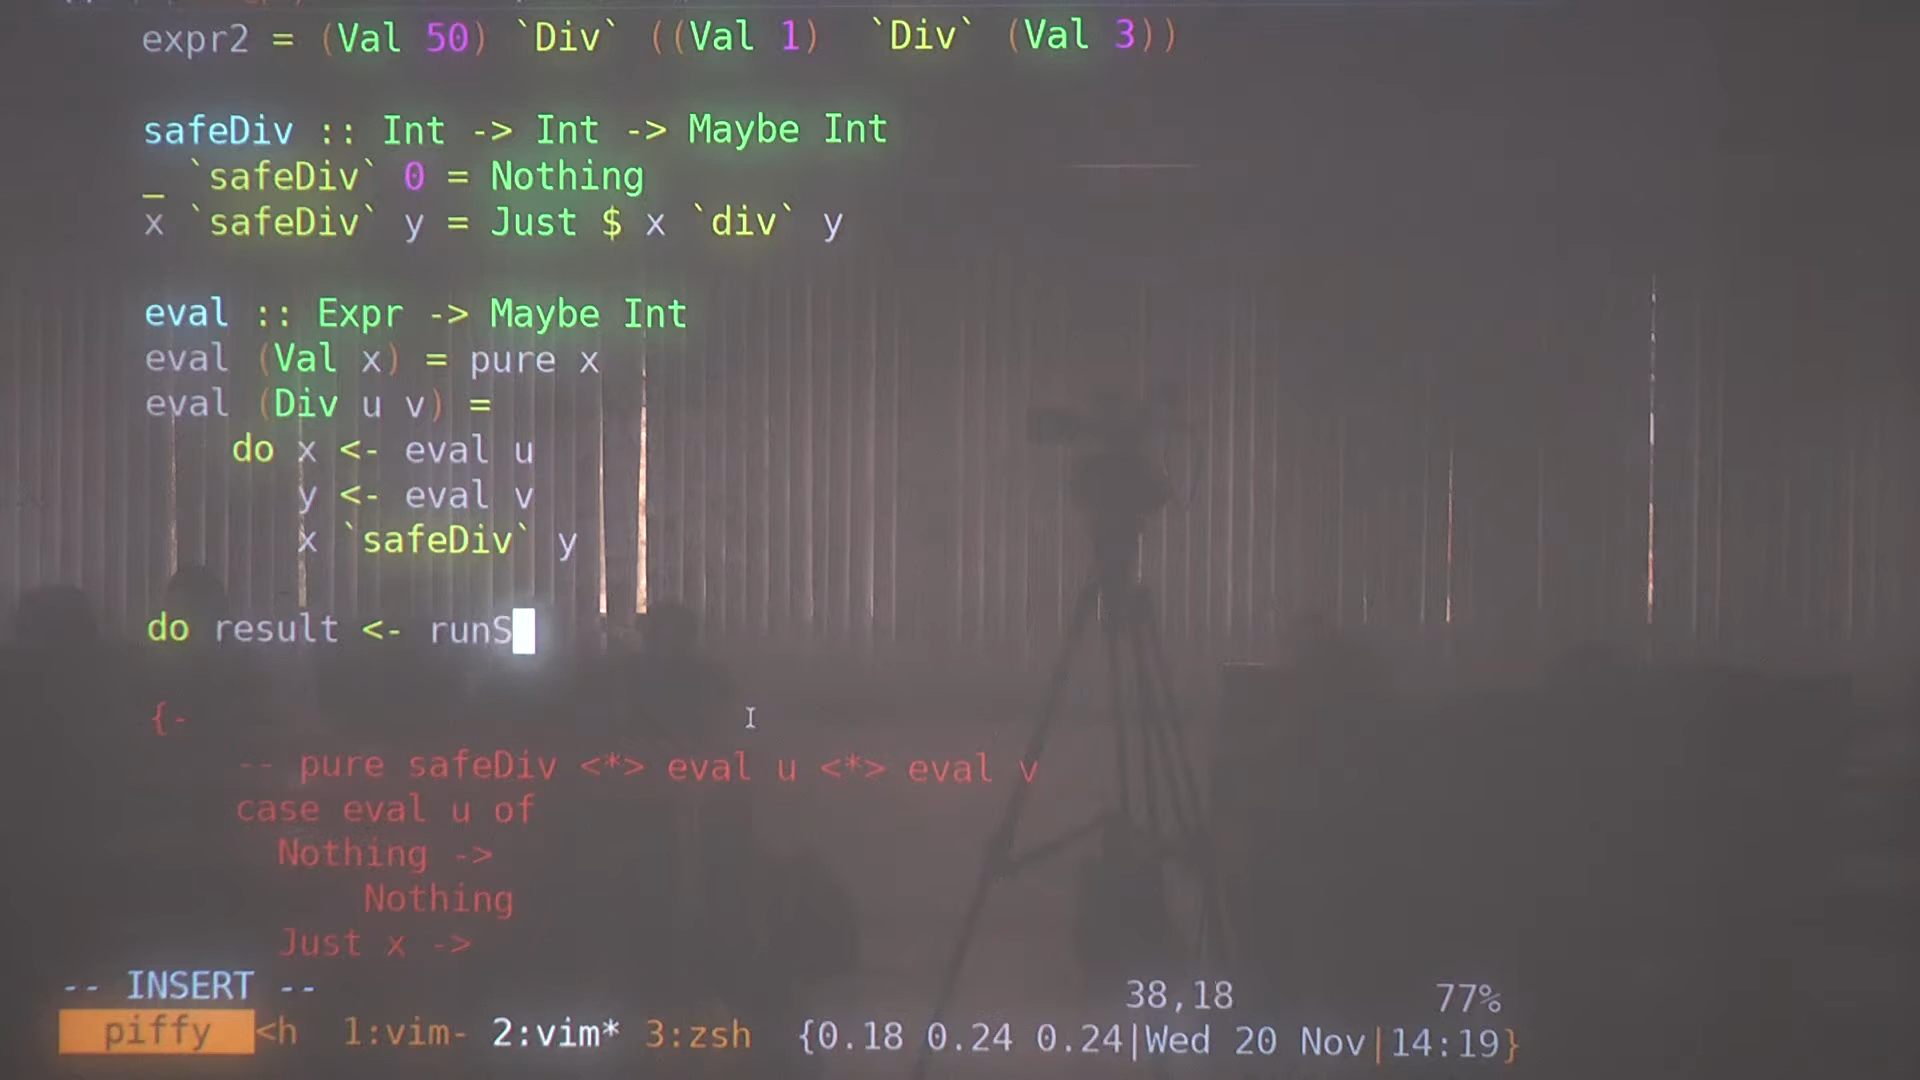 expr2 = (Val 50) `Div` ((Val 1)  `Div` (Val 3))
safeDiv :: Int -> Int -> Maybe Int
_ `safeDiv` 0 = Nothing
x `safeDiv` y = Just $ x `div` y
eval :: Expr -> Maybe Int
eval (Val x) = pure x
eval (Div u v) =
    do x <- eval u
       y <- eval v
       x `safeDiv` y
do result <- runS
{-
    -- pure safeDiv <*> eval u <*> eval v
    case eval u of
      Nothing ->
          Nothing
      Just x ->
-- INSERT --    38,18    77%
piffy <h  1:vim- 2:vim* 3:zsh  {0.18 0.24 0.24|Wed 20 Nov|14:19}